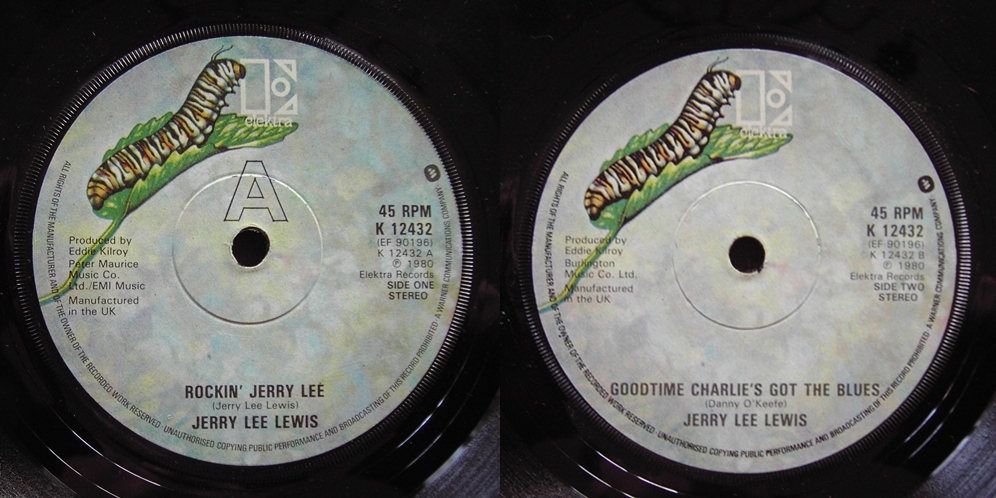 elektra
A
45 RPM
K 12432
(EF 90196)
K 12432 A
℗ 1980
Elektra Records
SIDE ONE
STEREO
Produced by
Eddie Kilroy
Peter Maurice
Music Co.
Ltd./EMI Music
Manufactured
in the UK
ROCKIN' JERRY LEE
(Jerry Lee Lewis)
JERRY LEE LEWIS
ALL RIGHTS OF THE MANUFACTURER AND OF THE OWNER OF THE RECORDED WORK RESERVED · UNAUTHORISED COPYING PUBLIC PERFORMANCE AND BROADCASTING OF THIS RECORD PROHIBITED · A WARNER COMMUNICATIONS COMPANY
elektra
45 RPM
K 12432
(EF 90196)
K 12432 B
℗ 1980
Elektra Records
SIDE TWO
STEREO
Produced by
Eddie Kilroy
Burlington
Music Co. Ltd.
Manufactured
in the UK
GOODTIME CHARLIE'S GOT THE BLUES
(Danny O'Keefe)
JERRY LEE LEWIS
ALL RIGHTS OF THE MANUFACTURER AND OF THE OWNER OF THE RECORDED WORK RESERVED · UNAUTHORISED COPYING PUBLIC PERFORMANCE AND BROADCASTING OF THIS RECORD PROHIBITED · A WARNER COMMUNICATIONS COMPANY